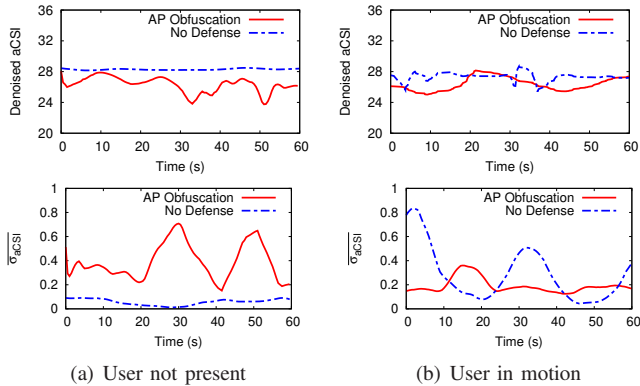 36
32
28
24
20
Denoised aCSI
AP Obfuscation
No Defense
0 10 20 30 40 50 60
Time (s)
36
32
28
24
20
Denoised aCSI
AP Obfuscation
No Defense
0 10 20 30 40 50 60
Time (s)
1
0.8
0.6
0.4
0.2
0
σaCSI
AP Obfuscation
No Defense
0 10 20 30 40 50 60
Time (s)
1
0.8
0.6
0.4
0.2
0
σaCSI
AP Obfuscation
No Defense
0 10 20 30 40 50 60
Time (s)
(a) User not present
(b) User in motion